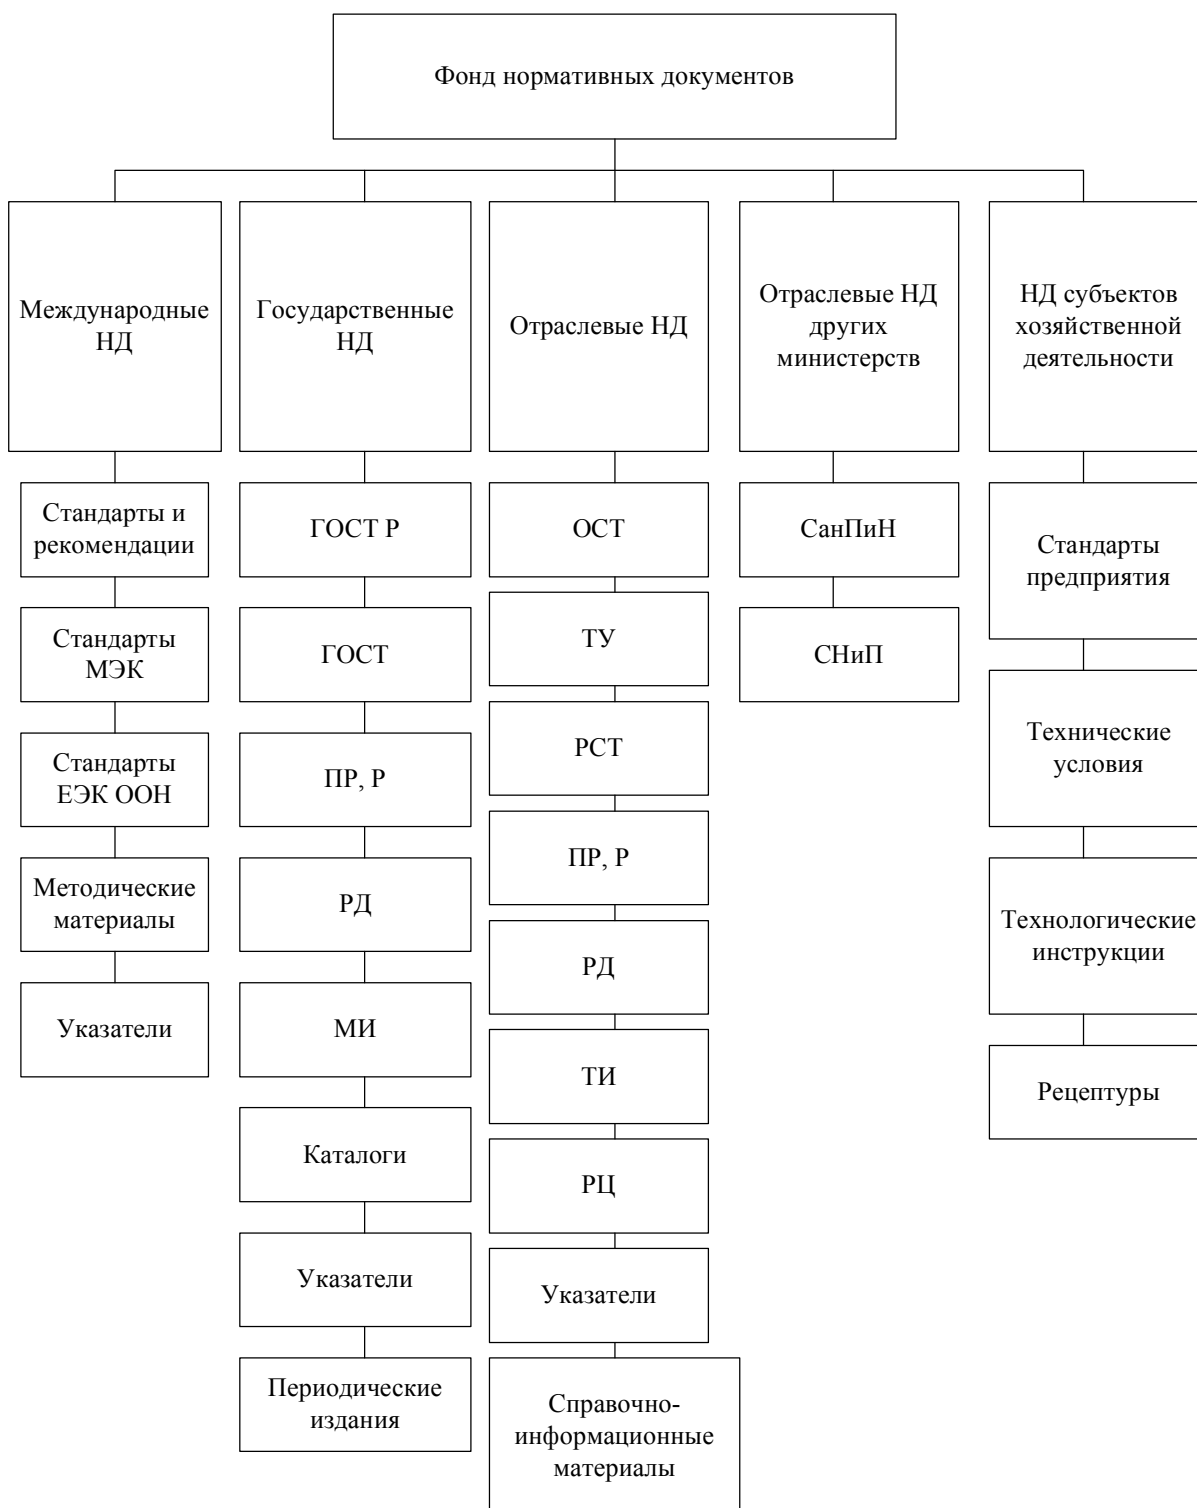 Фонд нормативных документов
Международные
НД
Государственные
НД
Отраслевые НД
Отраслевые НД
других
министерств
НД субъектов
хозяйственной
деятельности
Стандарты и
рекомендации
Стандарты
МЭК
Стандарты
ЕЭК ООН
Методические
материалы
Указатели
ГОСТ Р
ГОСТ
ПР, Р
РД
МИ
Каталоги
Указатели
Периодические
издания
ОСТ
ТУ
РСТ
ПР, Р
РД
ТИ
РЦ
Указатели
Справочно-
информационные
материалы
СанПиН
СНиП
Стандарты
предприятия
Технические
условия
Технологические
инструкции
Рецептуры